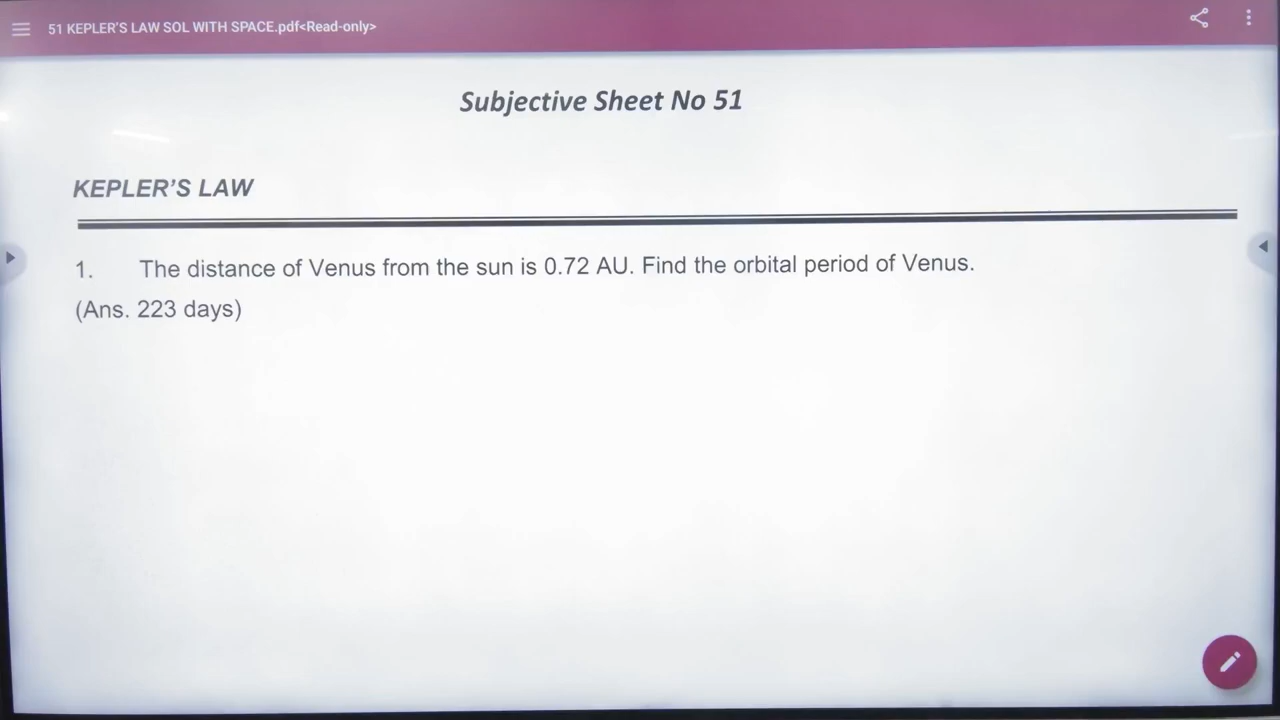 51 KEPLER'S LAW SOL WITH SPACE.pdf<Read-only>
Subjective Sheet No 51
KEPLER'S LAW
1. The distance of Venus from the sun is 0.72 AU. Find the orbital period of Venus.
(Ans. 223 days)